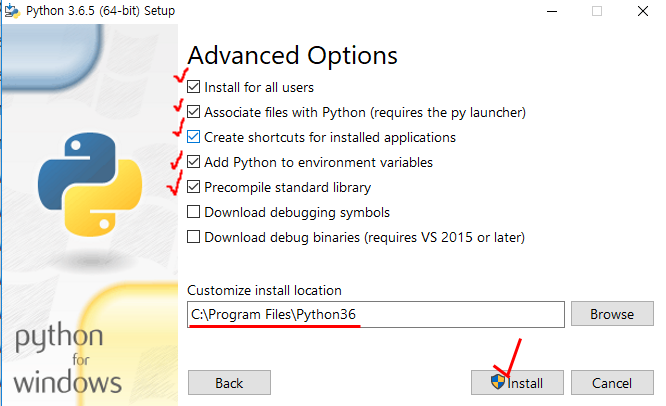 Python 3.6.5 (64-bit) Setup
Advanced Options
Install for all users
Associate files with Python (requires the py launcher)
Create shortcuts for installed applications
Add Python to environment variables
Precompile standard library
Download debugging symbols
Download debug binaries (requires VS 2015 or later)
Customize install location
C:\Program Files\Python36
Browse
python
for
windows
Back
Install
Cancel